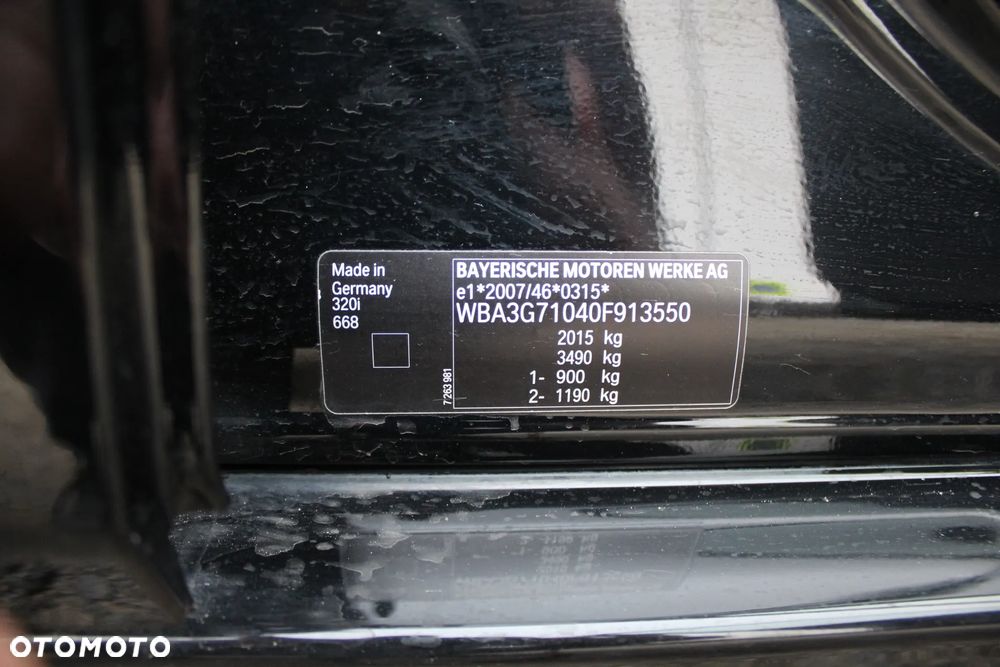 Made in
Germany
320i
668
7 263 981
BAYERISCHE MOTOREN WERKE AG
e1*2007/46*0315*
WBA3G71040F913550
2015 kg
3490 kg
1- 900 kg
2- 1190 kg
OTOMOTO